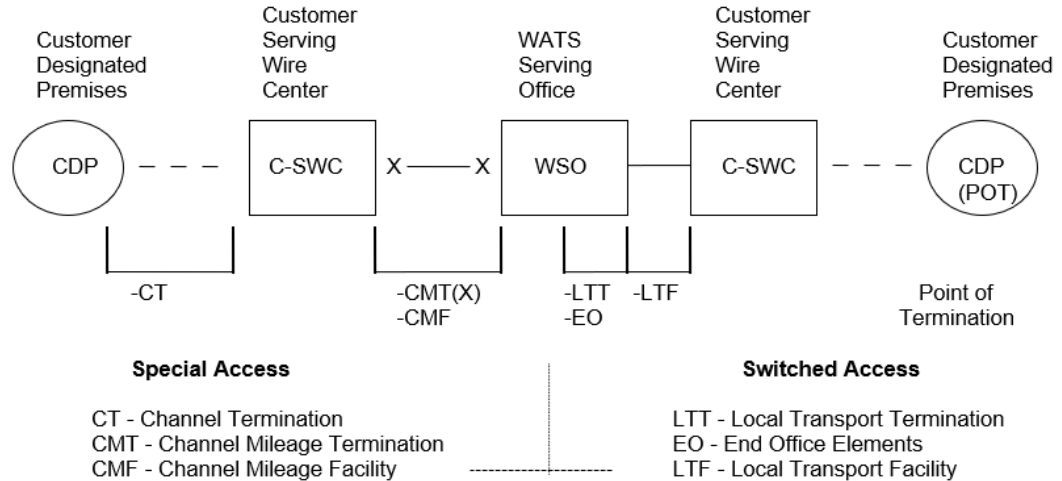 Customer
Designated
Premises
Customer
Serving
Wire
Center
WATS
Serving
Office
Customer
Serving
Wire
Center
Customer
Designated
Premises
CDP
C-SWC
X
X
WSO
C-SWC
CDP
(POT)
-CT
-CMT(X)
-CMF
-LTT
-EO
-LTF
Point of
Termination
Special Access
CT - Channel Termination
CMT - Channel Mileage Termination
CMF - Channel Mileage Facility
Switched Access
LTT - Local Transport Termination
EO - End Office Elements
LTF - Local Transport Facility